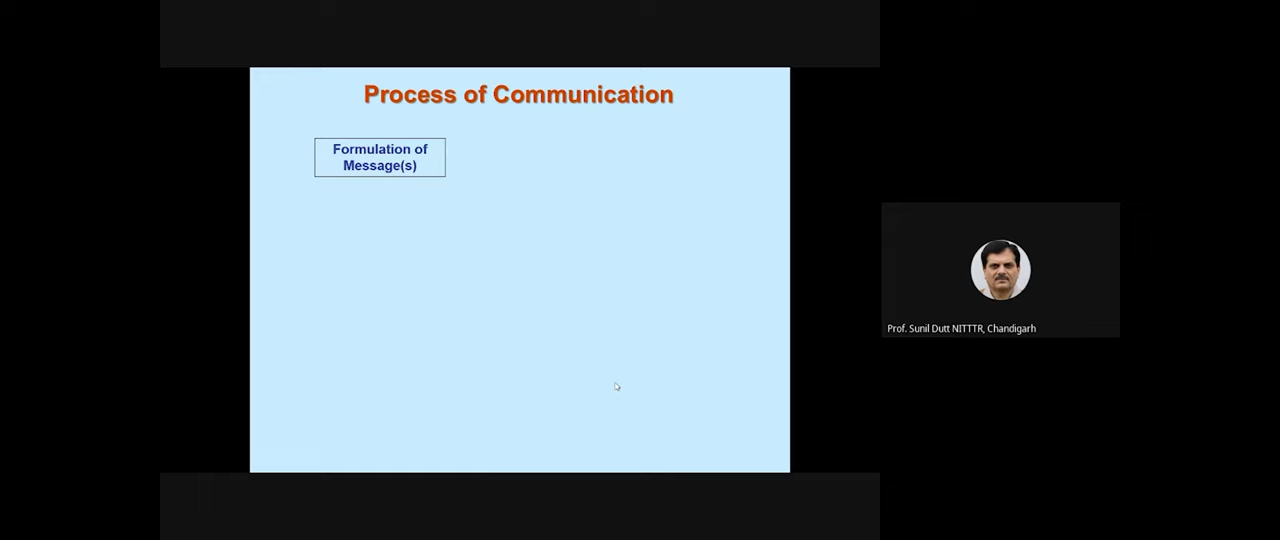 Process of Communication
Formulation of
Message(s)
Prof. Sunil Dutt NITTTR, Chandigarh